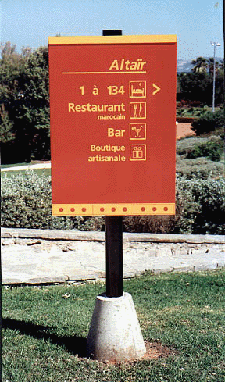 Altaïr
1 à 134 >
Restaurant
marocain
Bar
Boutique
artisanale